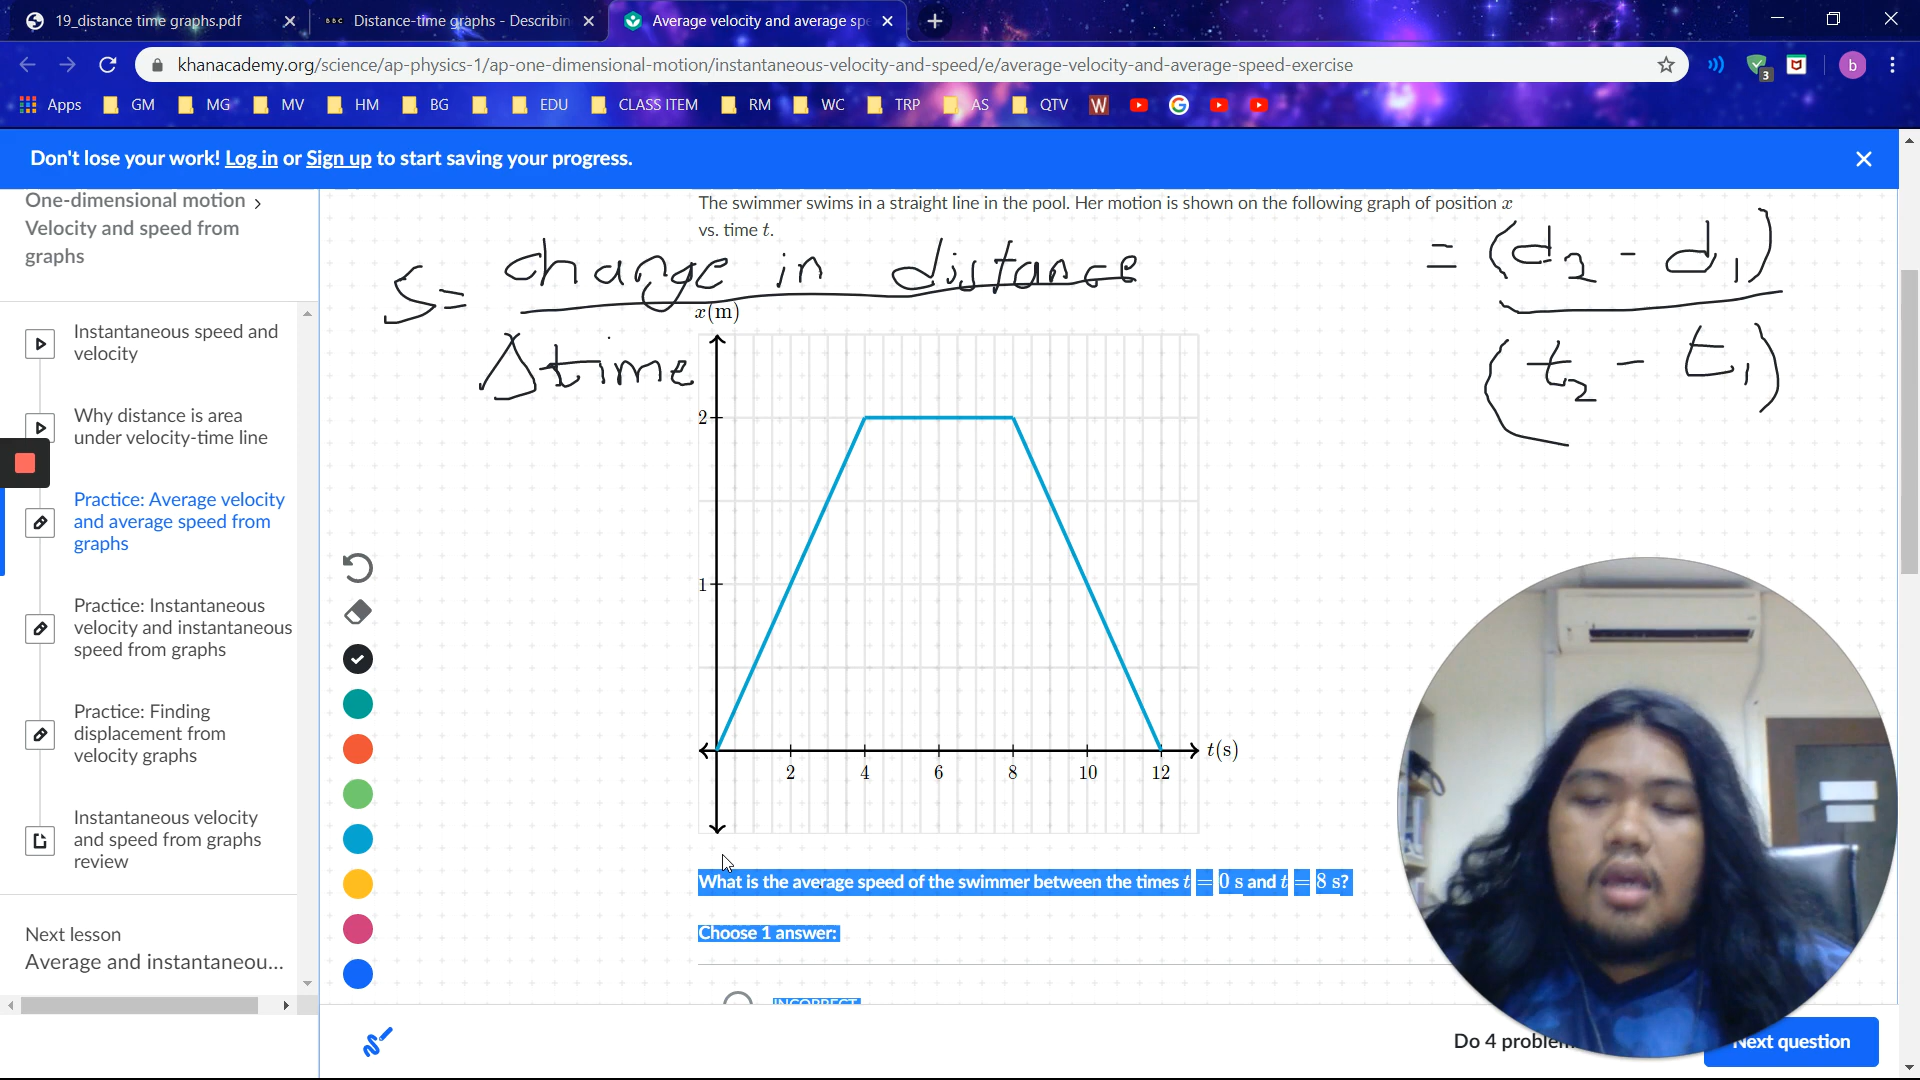 19_distance time graphs.pdf
BBC Distance-time graphs - Describin
Average velocity and average spe
khanacademy.org/science/ap-physics-1/ap-one-dimensional-motion/instantaneous-velocity-and-speed/e/average-velocity-and-average-speed-exercise
3
b
Apps GM MG MV HM BG EDU CLASS ITEM RM WC TRP AS QTV W G
Don't lose your work! Log in or Sign up to start saving your progress.
One-dimensional motion >
Velocity and speed from
graphs
Instantaneous speed and
velocity
Why distance is area
under velocity-time line
Practice: Average velocity
and average speed from
graphs
Practice: Instantaneous
velocity and instantaneous
speed from graphs
Practice: Finding
displacement from
velocity graphs
Instantaneous velocity
and speed from graphs
review
Next lesson
Average and instantaneou...
The swimmer swims in a straight line in the pool. Her motion is shown on the following graph of position x
vs. time t.
S= change in distance
Δtime
= (d2 - d1)
(t2 - t1)
x(m)
2
1
t(s)
2 4 6 8 10 12
What is the average speed of the swimmer between the times t = 0 s and t = 8 s?
Choose 1 answer:
INCORRECT
Do 4 problem
Next question